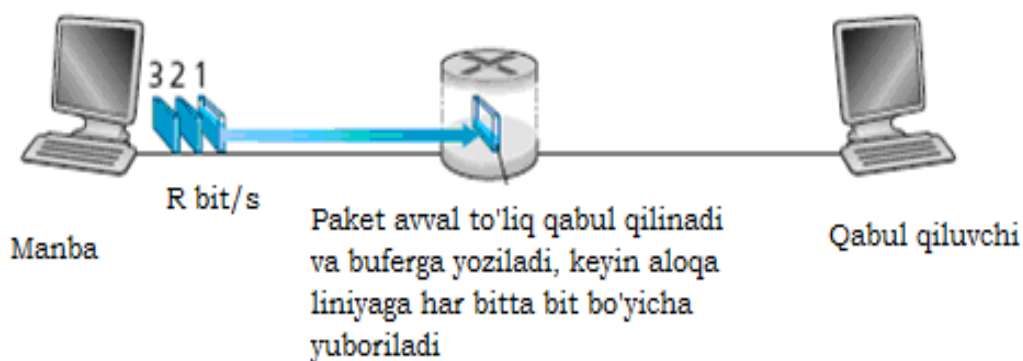 3 2 1
R bit/s
Manba
Paket avval to'liq qabul qilinadi
va buferga yoziladi, keyin aloqa
liniyaga har bitta bit bo'yicha
yuboriladi
Qabul qiluvchi